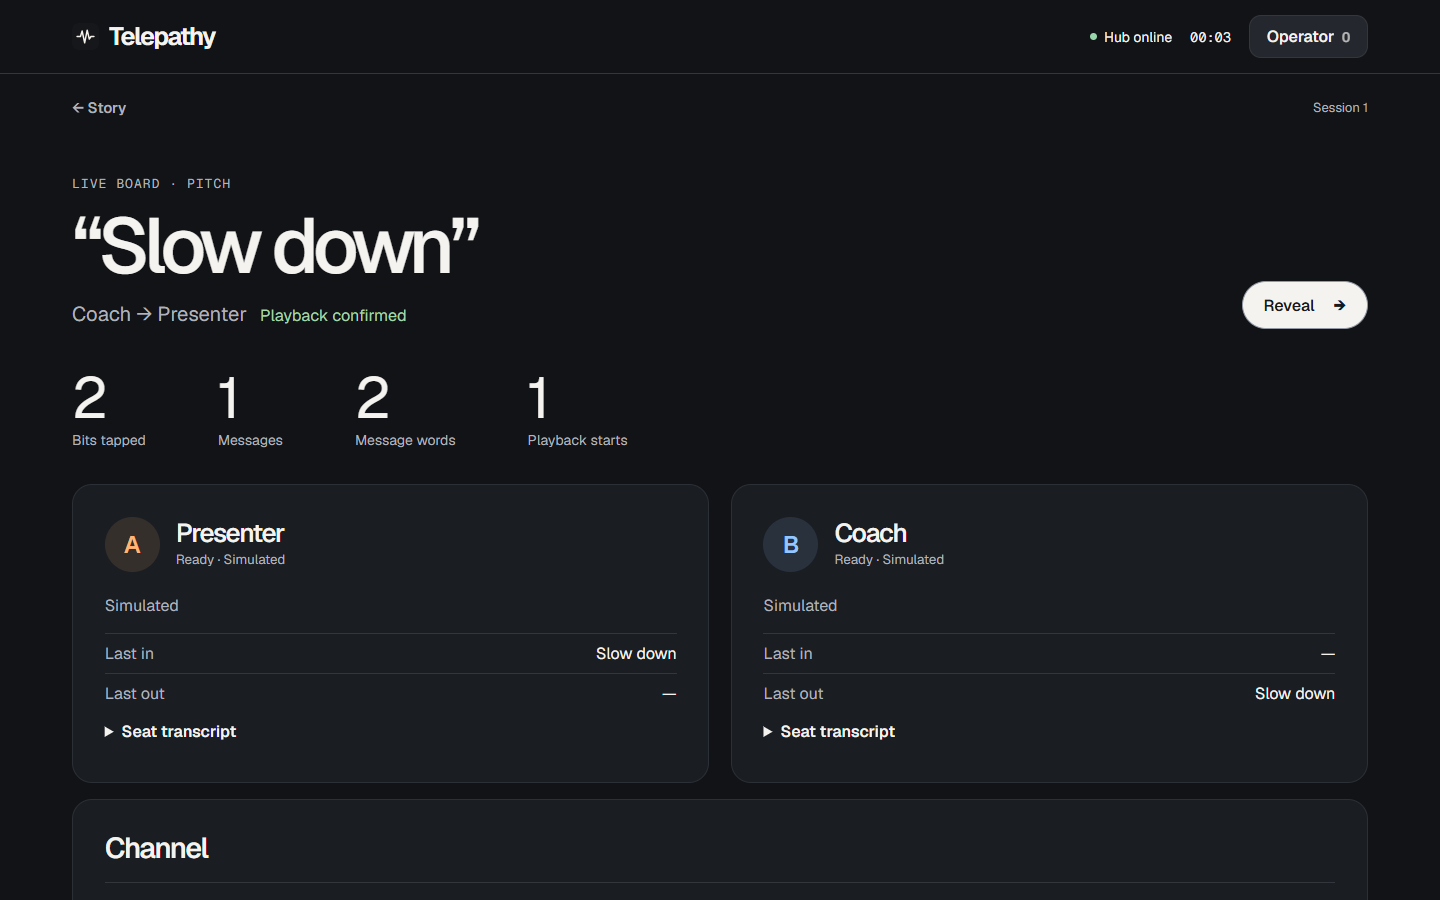 Telepathy
Hub online 00:03 Operator 0
← Story
Session 1
LIVE BOARD · PITCH
“Slow down”
Coach → Presenter Playback confirmed
Reveal →
2 1 2 1
Bits tapped Messages Message words Playback starts
A Presenter
Ready · Simulated
Simulated
Last in Slow down
Last out —
▶ Seat transcript
B Coach
Ready · Simulated
Simulated
Last in —
Last out Slow down
▶ Seat transcript
Channel